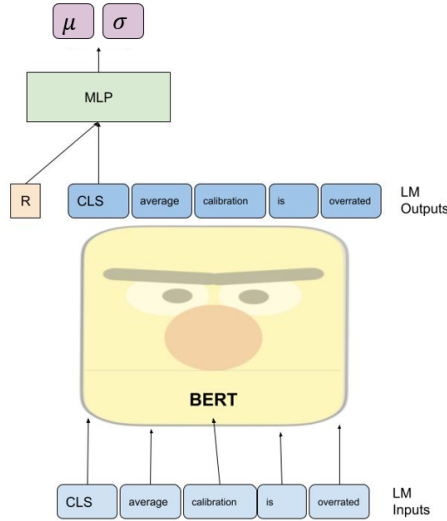 μ σ
MLP
R CLS average calibration is overrated LM
Outputs
BERT
CLS average calibration is overrated LM
Inputs